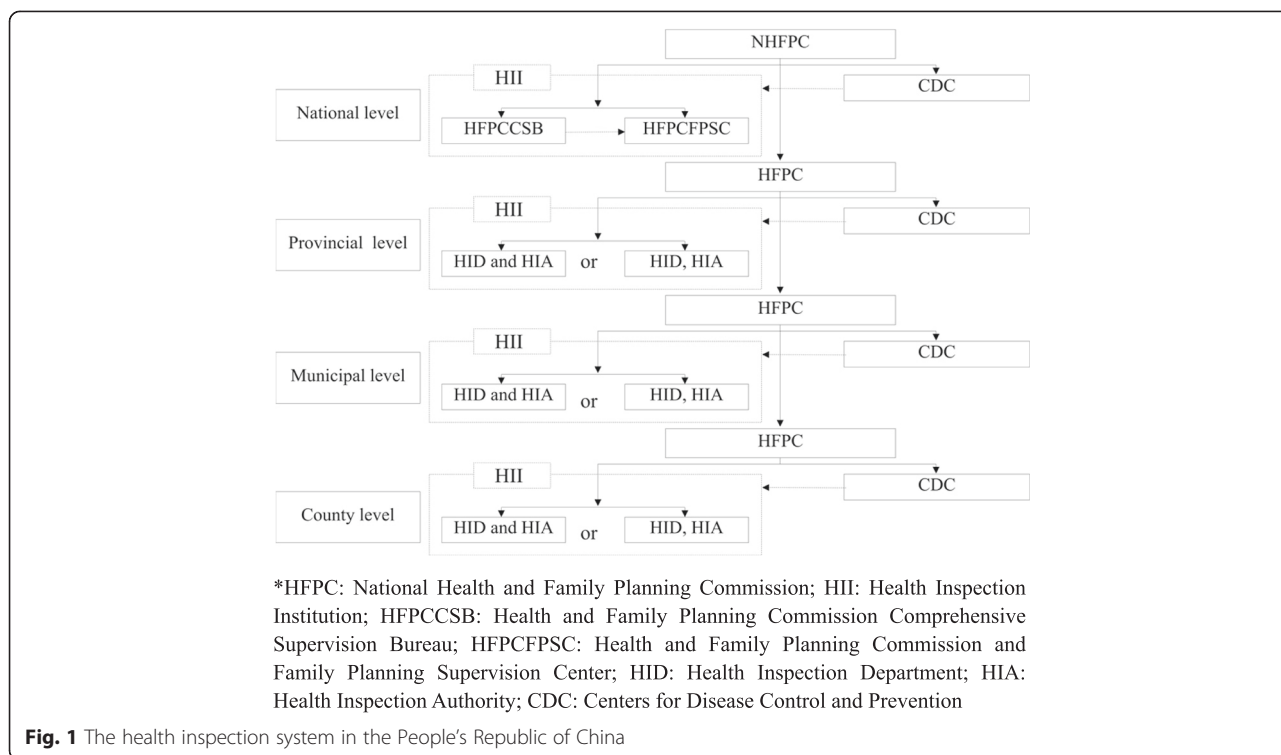 NHFPC
HII
CDC
National level
HFPCCSB
HFPCFPSC
HFPC
HII
CDC
Provincial level
HID and HIA
or
HID, HIA
HFPC
HII
CDC
Municipal level
HID and HIA
or
HID, HIA
HFPC
HII
CDC
County level
HID and HIA
or
HID, HIA
*HFPC: National Health and Family Planning Commission; HII: Health Inspection
Institution; HFPCCSB: Health and Family Planning Commission Comprehensive
Supervision Bureau; HFPCFPSC: Health and Family Planning Commission and
Family Planning Supervision Center; HID: Health Inspection Department; HIA:
Health Inspection Authority; CDC: Centers for Disease Control and Prevention
Fig. 1 The health inspection system in the People's Republic of China